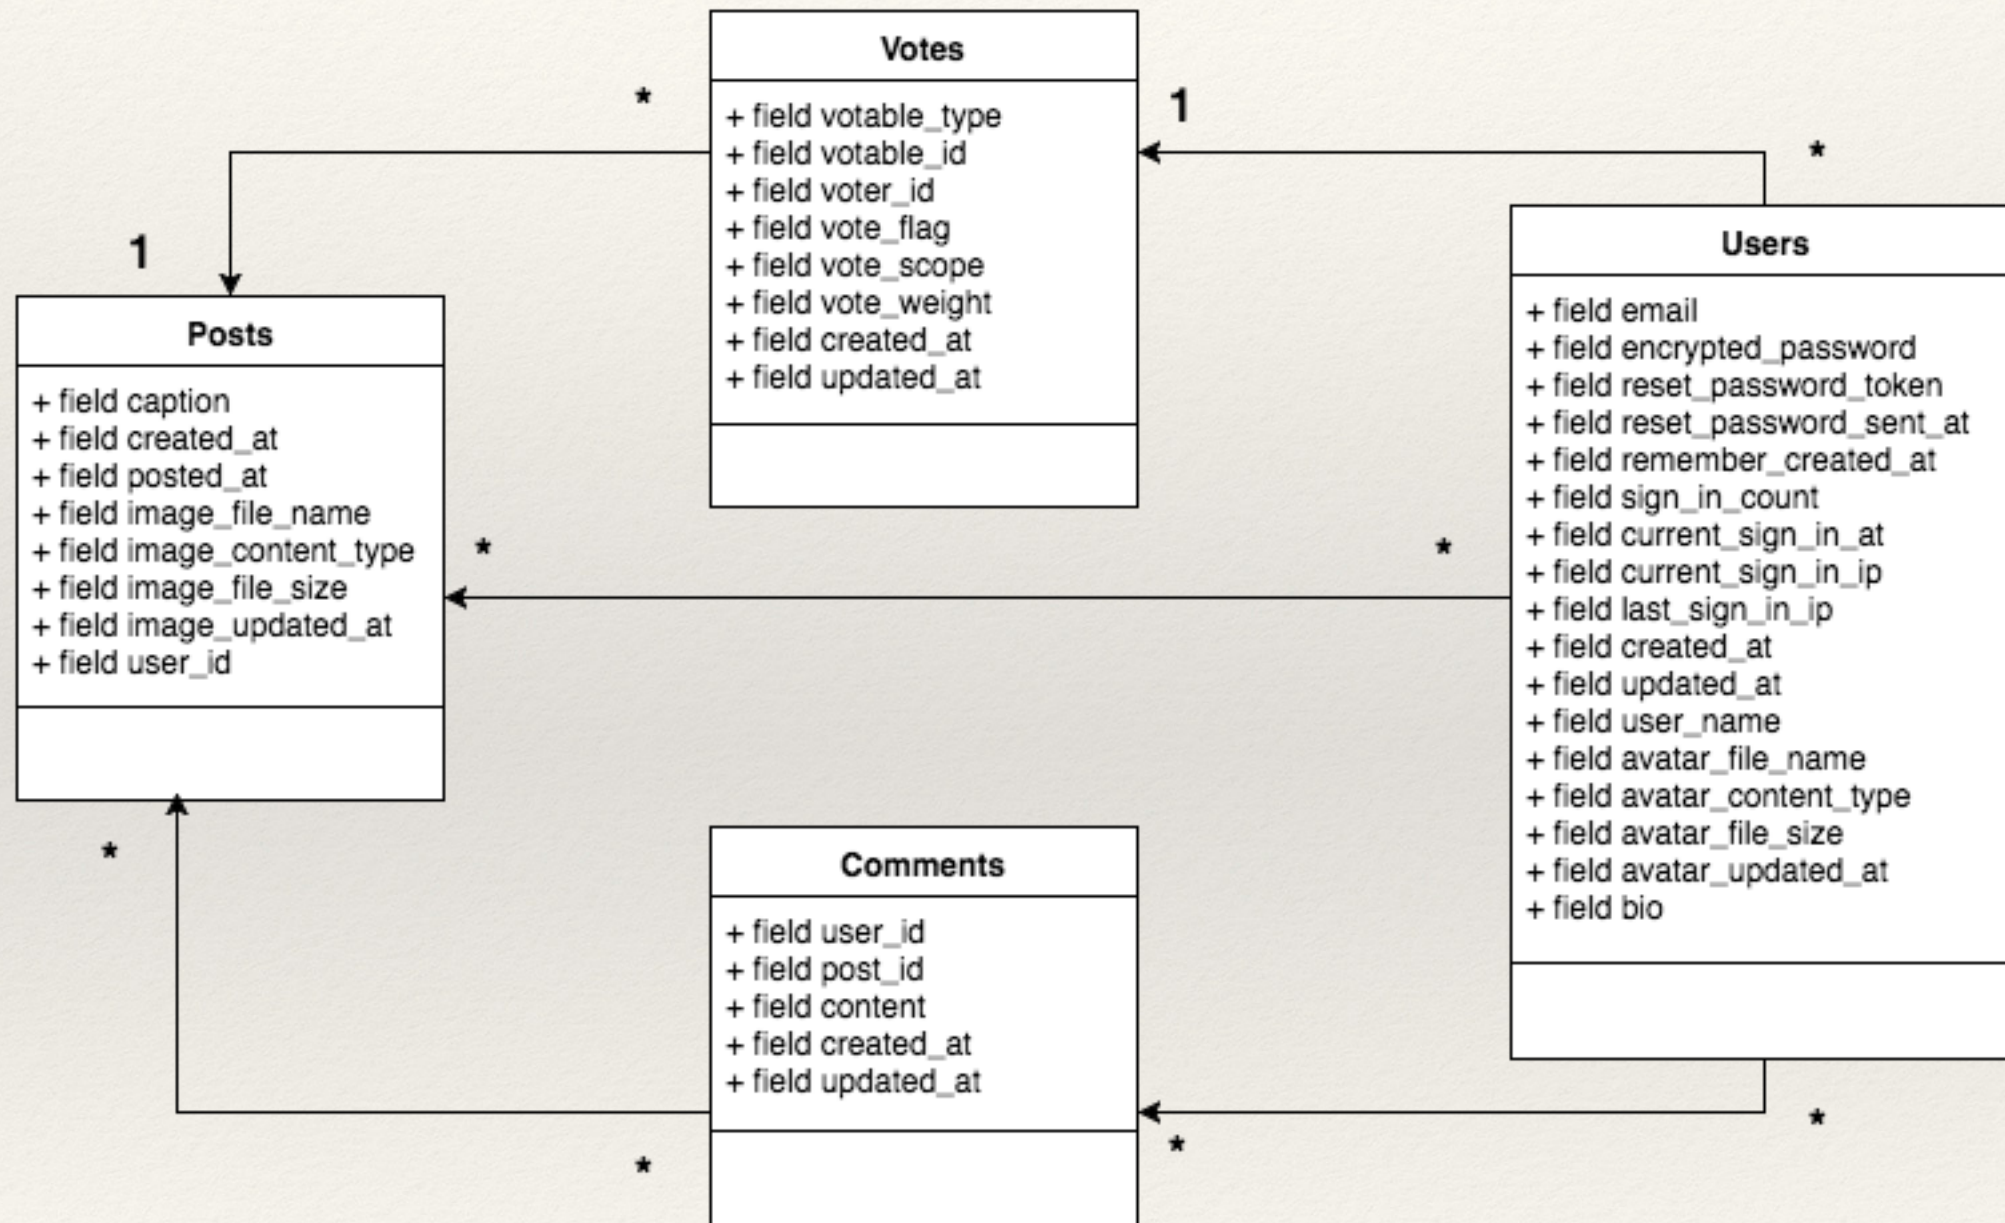 Votes
+ field votable_type
+ field votable_id
+ field voter_id
+ field vote_flag
+ field vote_scope
+ field vote_weight
+ field created_at
+ field updated_at
*
1
*
1
Posts
+ field caption
+ field created_at
+ field posted_at
+ field image_file_name
+ field image_content_type
+ field image_file_size
+ field image_updated_at
+ field user_id
*
*
Users
+ field email
+ field encrypted_password
+ field reset_password_token
+ field reset_password_sent_at
+ field remember_created_at
+ field sign_in_count
+ field current_sign_in_at
+ field current_sign_in_ip
+ field last_sign_in_ip
+ field created_at
+ field updated_at
+ field user_name
+ field avatar_file_name
+ field avatar_content_type
+ field avatar_file_size
+ field avatar_updated_at
+ field bio
*
Comments
+ field user_id
+ field post_id
+ field content
+ field created_at
+ field updated_at
*
*
*